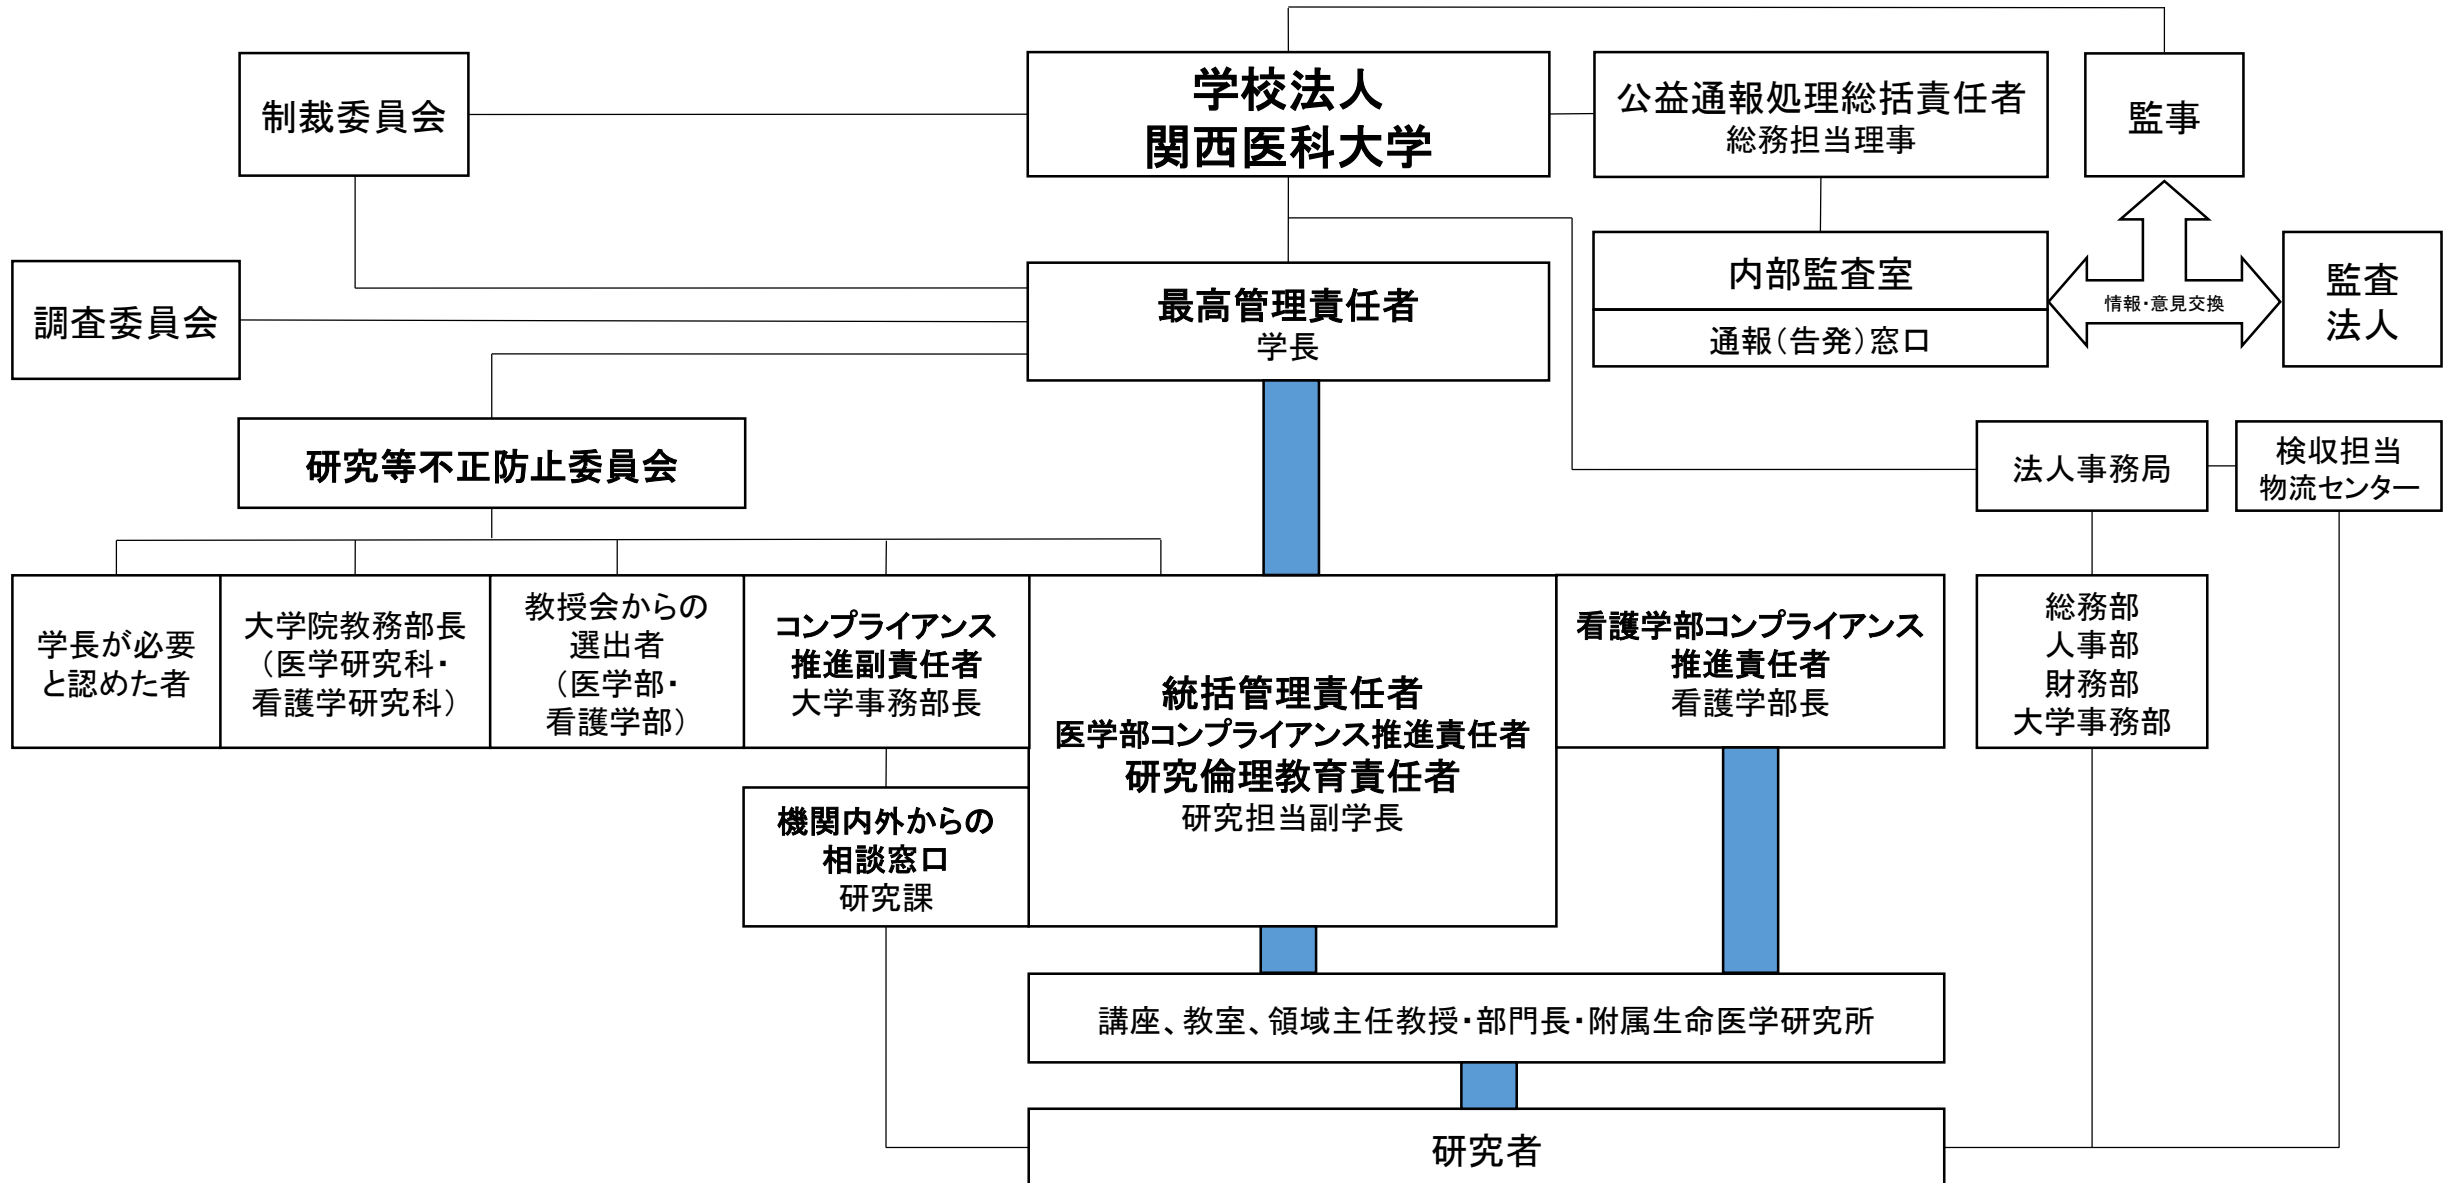 制裁委員会
学校法人
関西医科大学
公益通報処理総括責任者
総務担当理事
監事
調査委員会
最高管理責任者
学長
内部監査室
通報（告発）窓口
情報・意見交換
監査
法人
研究等不正防止委員会
法人事務局
検収担当
物流センター
学長が必要
と認めた者
大学院教務部長
（医学研究科・
看護学研究科）
教授会からの
選出者
（医学部・
看護学部）
コンプライアンス
推進副責任者
大学事務部長
統括管理責任者
医学部コンプライアンス推進責任者
研究倫理教育責任者
研究担当副学長
看護学部コンプライアンス
推進責任者
看護学部長
総務部
人事部
財務部
大学事務部
機関内外からの
相談窓口
研究課
講座、教室、領域主任教授・部門長・附属生命医学研究所
研究者